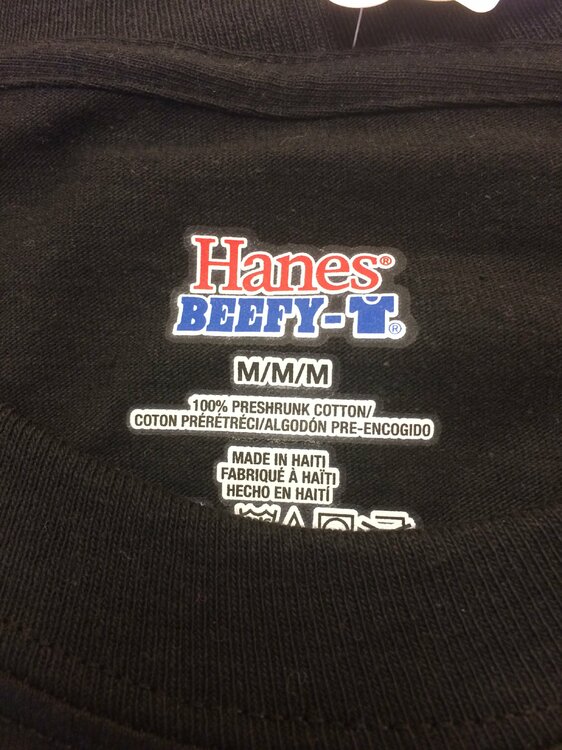 Hanes®
BEEFY-T®
M/M/M
100% PRESHRUNK COTTON/
COTON PRÉRÉTRÉCI/ALGODÓN PRE-ENCOGIDO
MADE IN HAITI
FABRIQUÉ À HAÏTI
HECHO EN HAITÍ